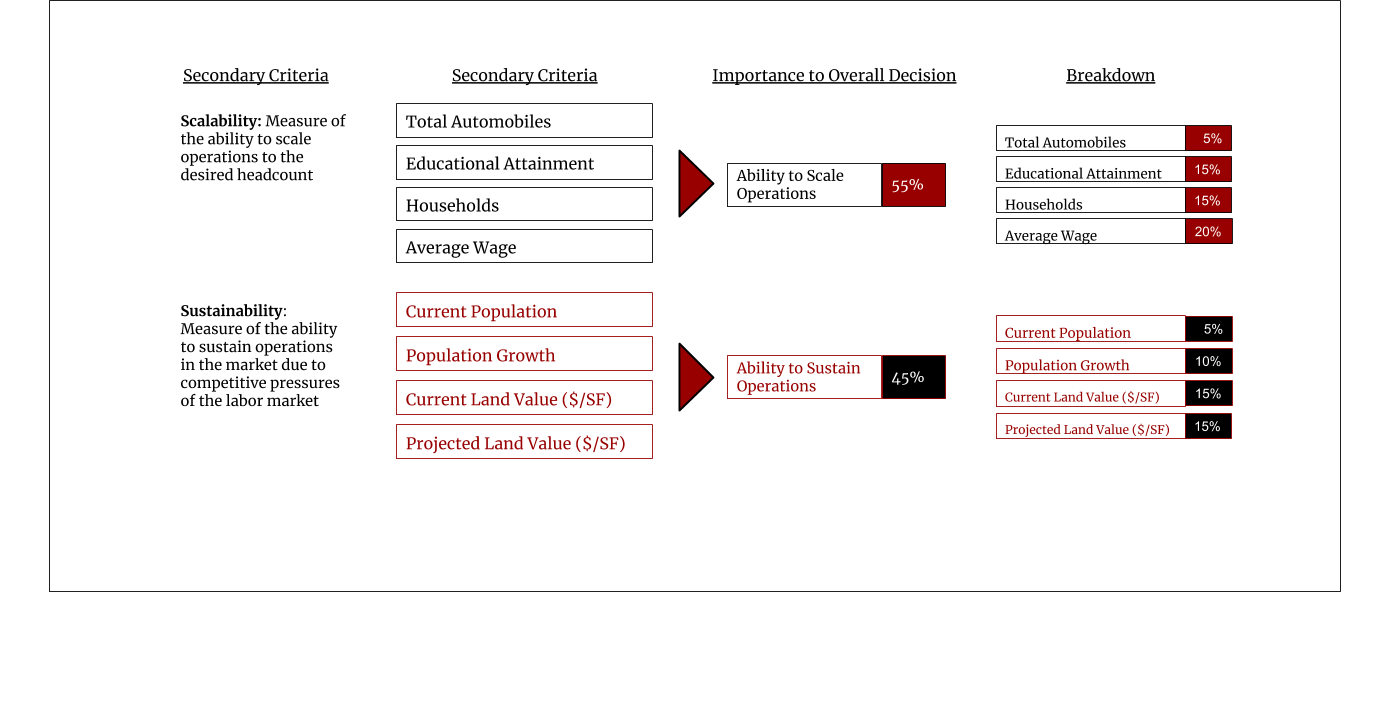 Secondary Criteria
Secondary Criteria
Importance to Overall Decision
Breakdown
Scalability: Measure of
the ability to scale
operations to the
desired headcount
Total Automobiles
Educational Attainment
Households
Average Wage
Ability to Scale
Operations
55%
Total Automobiles
5%
Educational Attainment
15%
Households
15%
Average Wage
20%
Sustainability:
Measure of the ability
to sustain operations
in the market due to
competitive pressures
of the labor market
Current Population
Population Growth
Current Land Value ($/SF)
Projected Land Value ($/SF)
Ability to Sustain
Operations
45%
Current Population
5%
Population Growth
10%
Current Land Value ($/SF)
15%
Projected Land Value ($/SF)
15%